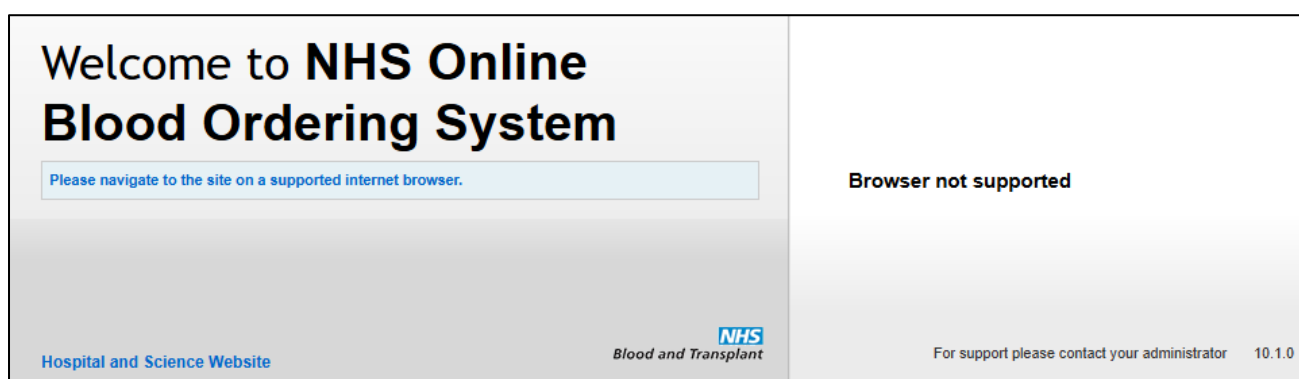 Welcome to NHS Online
Blood Ordering System
Please navigate to the site on a supported internet browser.
Browser not supported
NHS
Blood and Transplant
Hospital and Science Website
For support please contact your administrator 10.1.0